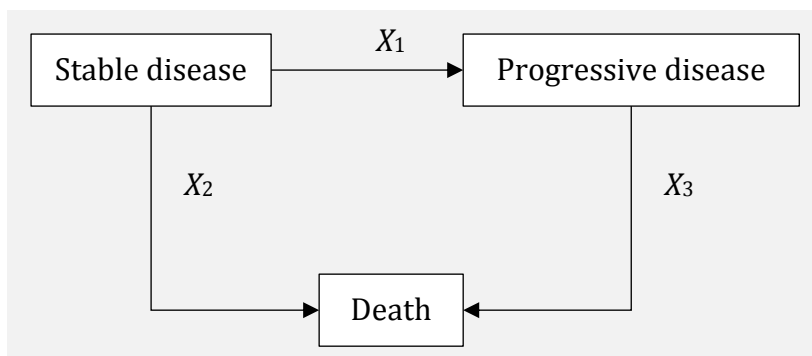 X1
Stable disease
Progressive disease
X2
X3
Death